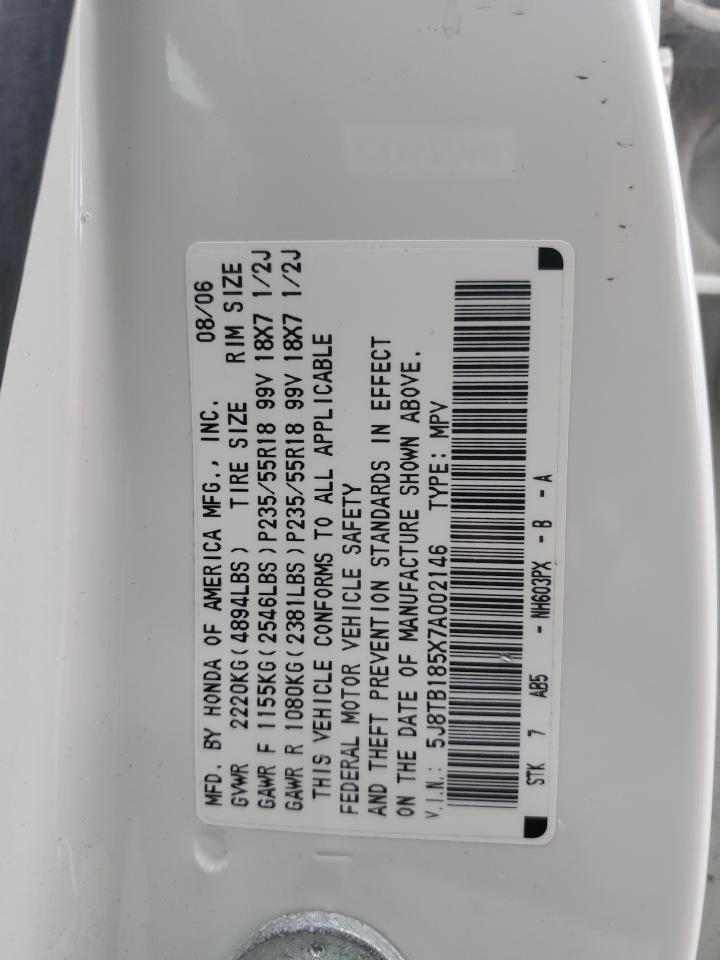 MFD. BY HONDA OF AMERICA MFG., INC. 08/06
GVWR 2220KG(4894LBS) TIRE SIZE RIM SIZE
GAWR F 1155KG(2546LBS)P235/55R18 99V 18X7 1/2J
GAWR R 1080KG(2381LBS)P235/55R18 99V 18X7 1/2J
THIS VEHICLE CONFORMS TO ALL APPLICABLE
FEDERAL MOTOR VEHICLE SAFETY
AND THEFT PREVENTION STANDARDS IN EFFECT
ON THE DATE OF MANUFACTURE SHOWN ABOVE.
V.I.N.: 5J8TB185X7A002146 TYPE: MPV
STK 7 AB5 - NH603PX - B - A